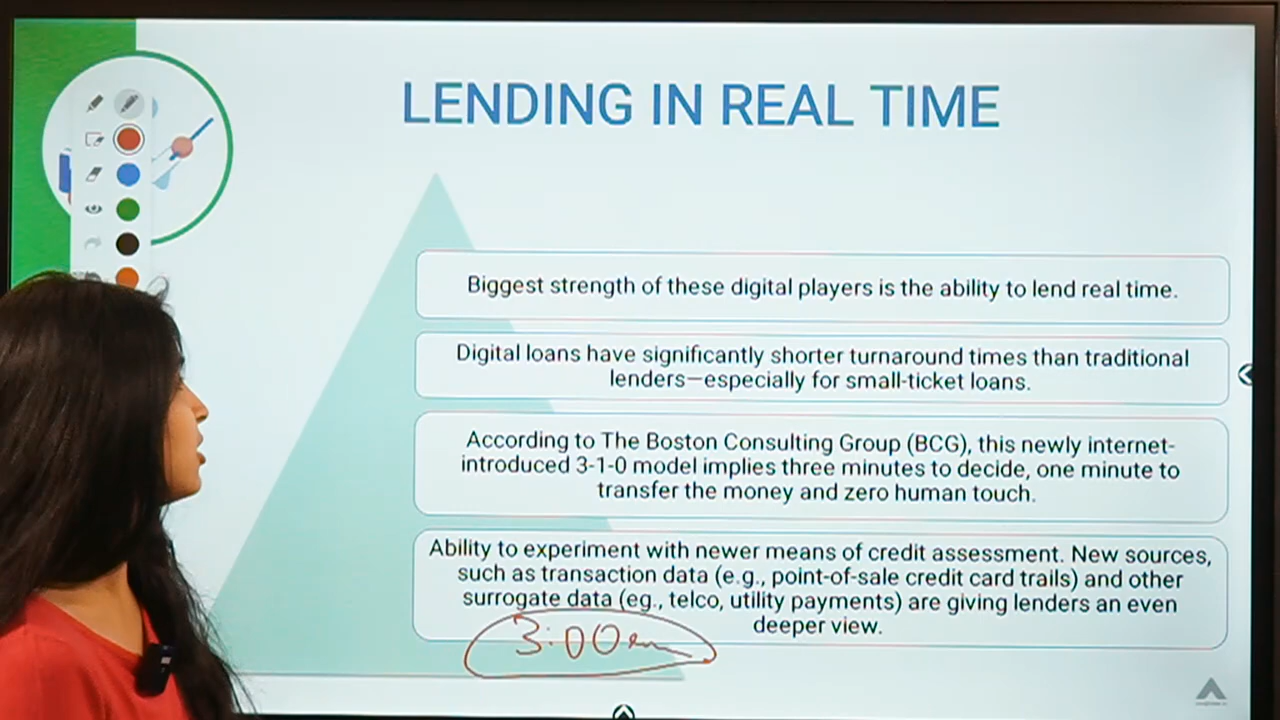 LENDING IN REAL TIME
Biggest strength of these digital players is the ability to lend real time.
Digital loans have significantly shorter turnaround times than traditional
lenders—especially for small-ticket loans.
According to The Boston Consulting Group (BCG), this newly internet-
introduced 3-1-0 model implies three minutes to decide, one minute to
transfer the money and zero human touch.
Ability to experiment with newer means of credit assessment. New sources,
such as transaction data (e.g., point-of-sale credit card trails) and other
surrogate data (eg., telco, utility payments) are giving lenders an even
deeper view.
3:00